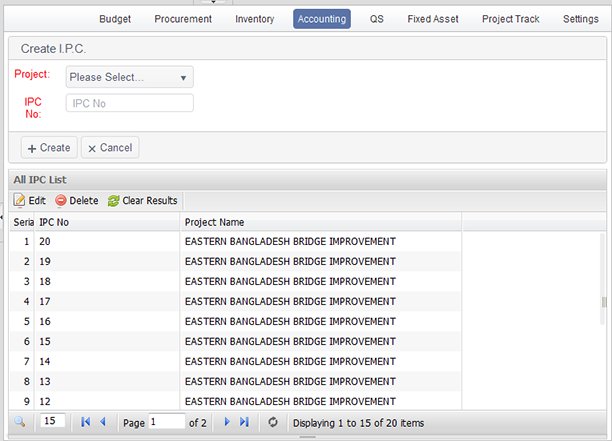 Budget Procurement Inventory Accounting QS Fixed Asset Project Track Settings
Create I.P.C.
Project: Please Select...
IPC No: IPC No
+ Create × Cancel
All IPC List
Edit Delete Clear Results
Seria IPC No Project Name
1 20 EASTERN BANGLADESH BRIDGE IMPROVEMENT
2 19 EASTERN BANGLADESH BRIDGE IMPROVEMENT
3 18 EASTERN BANGLADESH BRIDGE IMPROVEMENT
4 17 EASTERN BANGLADESH BRIDGE IMPROVEMENT
5 16 EASTERN BANGLADESH BRIDGE IMPROVEMENT
6 15 EASTERN BANGLADESH BRIDGE IMPROVEMENT
7 14 EASTERN BANGLADESH BRIDGE IMPROVEMENT
8 13 EASTERN BANGLADESH BRIDGE IMPROVEMENT
9 12 EASTERN BANGLADESH BRIDGE IMPROVEMENT
15 Page 1 of 2 Displaying 1 to 15 of 20 items